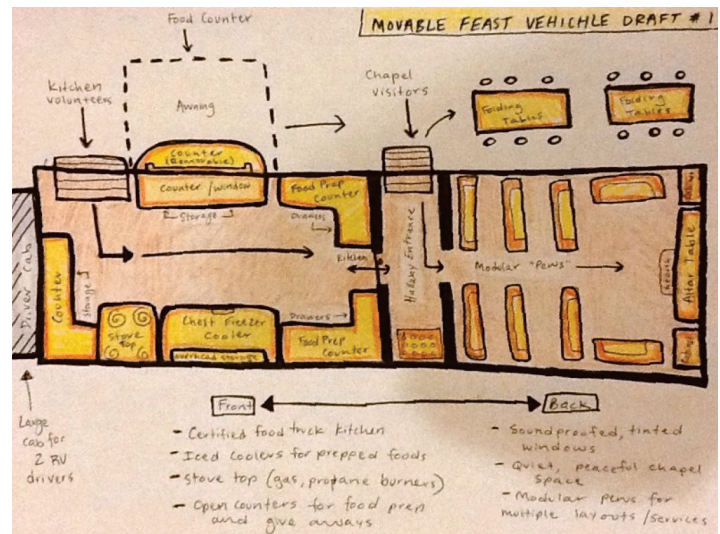 MOVABLE FEAST VEHICHLE DRAFT #1
Food Counter
Kitchen
volunteers
Awning
Chapel
visitors
Folding
Tables
Folding
Tables
Counter
(Removable)
Counter/window
Storage
Food Prep
Counter
Drawers
Kitchen
Entrance
Modular "Pews"
Altar Table
Driver Cab
Counter
Storage
Stove
Top
Chest Freezer
Cooler
overhead storage
Drawers
Food Prep
Counter
Large
cab for
2 RV
drivers
Front
Back
- Certified food truck kitchen
- Iced coolers for prepped foods
- Stove top (gas, propane burners)
- Open counters for food prep
and give aways
- Soundproofed, tinted
windows
- Quiet, peaceful chapel
space
- Modular pews for
multiple layouts/services